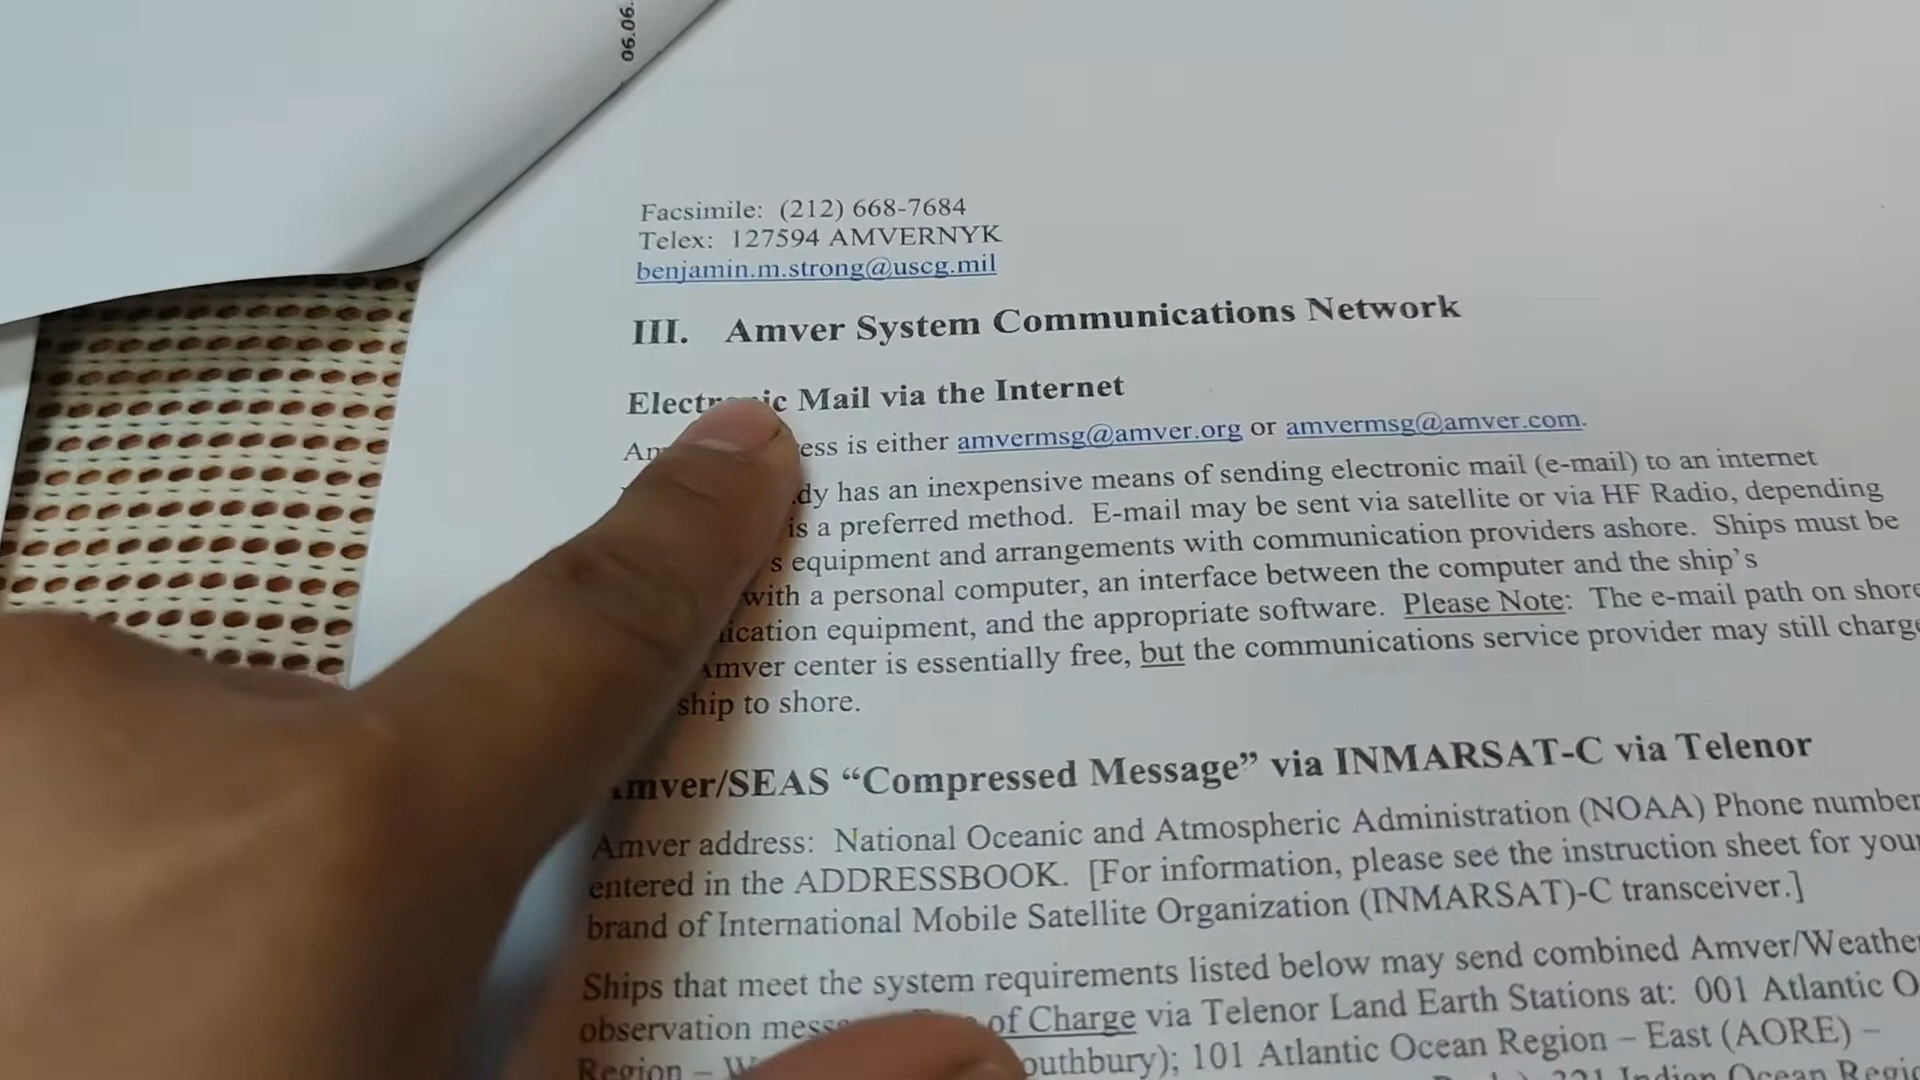 06.06.
Facsimile: (212) 668-7684
Telex: 127594 AMVERNYK
benjamin.m.strong@uscg.mil
III. Amver System Communications Network
Electronic Mail via the Internet
ess is either amvermsg@amver.org or amvermsg@amver.com.
dy has an inexpensive means of sending electronic mail (e-mail) to an internet
is a preferred method. E-mail may be sent via satellite or via HF Radio, depending
s equipment and arrangements with communication providers ashore. Ships must be
with a personal computer, an interface between the computer and the ship's
ication equipment, and the appropriate software. Please Note: The e-mail path on shore
Amver center is essentially free, but the communications service provider may still charge
ship to shore.
Amver/SEAS “Compressed Message” via INMARSAT-C via Telenor
Amver address: National Oceanic and Atmospheric Administration (NOAA) Phone number
entered in the ADDRESSBOOK. [For information, please see the instruction sheet for your
brand of International Mobile Satellite Organization (INMARSAT)-C transceiver.]
Ships that meet the system requirements listed below may send combined Amver/Weather
observation mess of Charge via Telenor Land Earth Stations at: 001 Atlantic O
Region – W outhbury); 101 Atlantic Ocean Region – East (AORE) –
321 Indian Ocean Regio